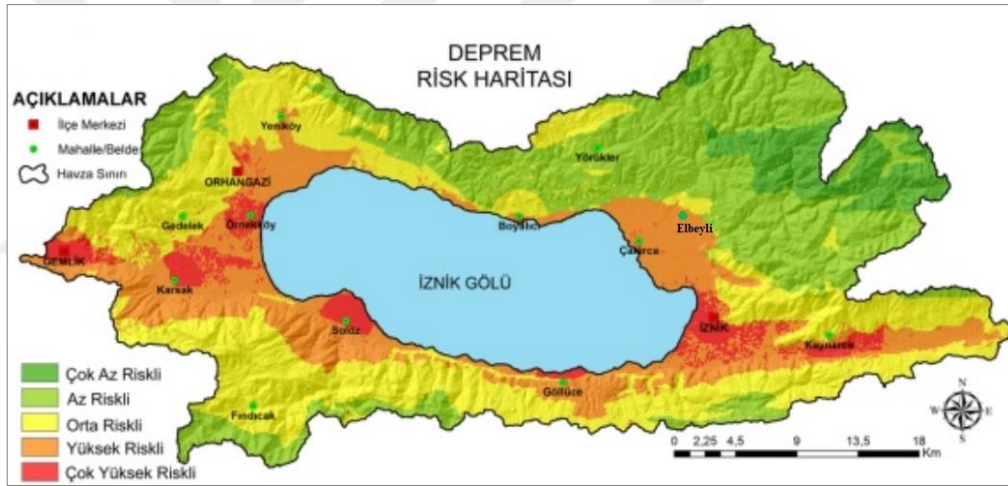 DEPREM
RİSK HARİTASI
AÇIKLAMALAR
İlçe Merkezi
Mahalle/Belde
Havza Sınırı
Yeniköy
Yörükler
ORHANGAZİ
Gedelek
Örnekköy
Boyalıca
Elbeyli
Çakırca
GEMLİK
Karsak
İZNİK GÖLÜ
Sölöz
İZNİK
Kaynarca
Göllüce
Fındıcak
Çok Az Riskli
Az Riskli
Orta Riskli
Yüksek Riskli
Çok Yüksek Riskli
N
W
E
S
0 2,25 4,5 9 13,5 18
Km